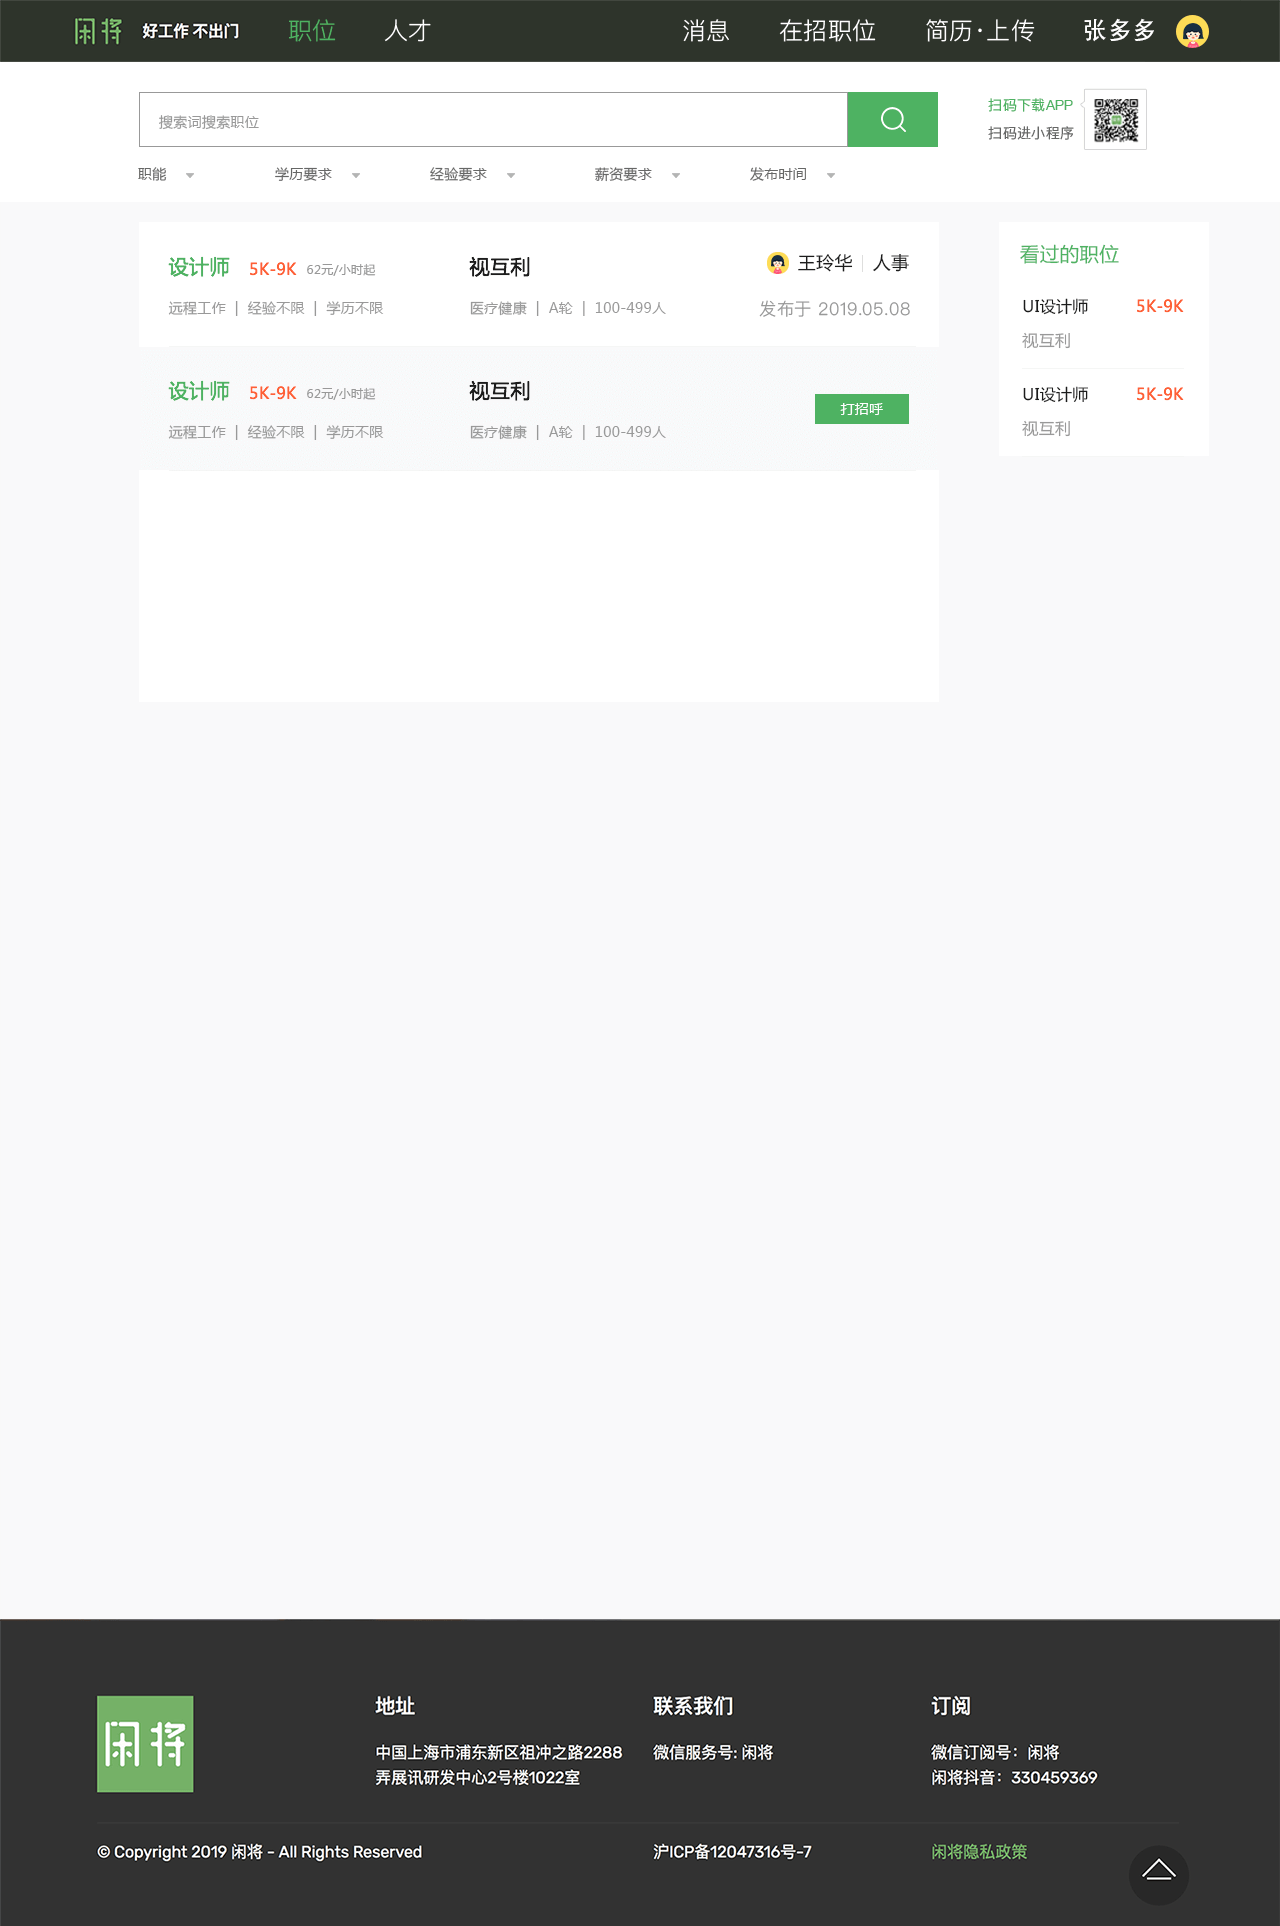 闲将 好工作 不出门 职位 人才 消息 在招职位 简历·上传 张多多
搜索词搜索职位
扫码下载APP
扫码进小程序
闲将
职能 学历要求 经验要求 薪资要求 发布时间
设计师 5K-9K 62元/小时起 视互利 王玲华 | 人事
远程工作 | 经验不限 | 学历不限 医疗健康 | A轮 | 100-499人 发布于 2019.05.08
设计师 5K-9K 62元/小时起 视互利
远程工作 | 经验不限 | 学历不限 医疗健康 | A轮 | 100-499人
打招呼
看过的职位
UI设计师 5K-9K
视互利
UI设计师 5K-9K
视互利
闲将
地址
中国上海市浦东新区祖冲之路2288
弄展讯研发中心2号楼1022室
联系我们
微信服务号: 闲将
订阅
微信订阅号：闲将
闲将抖音：330459369
© Copyright 2019 闲将 - All Rights Reserved 沪ICP备12047316号-7 闲将隐私政策